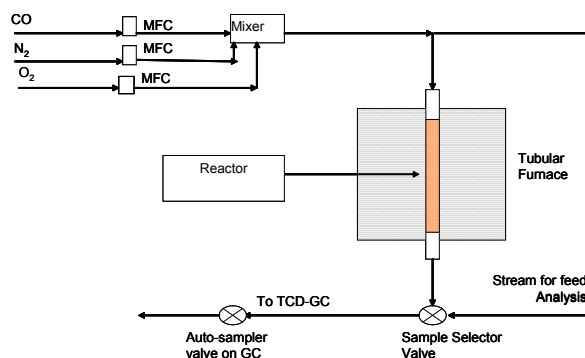 CO
MFC
Mixer
N2
MFC
O2
MFC
Reactor
Tubular
Furnace
Stream for feed
Analysis
To TCD-GC
Auto-sampler
valve on GC
Sample Selector
Valve